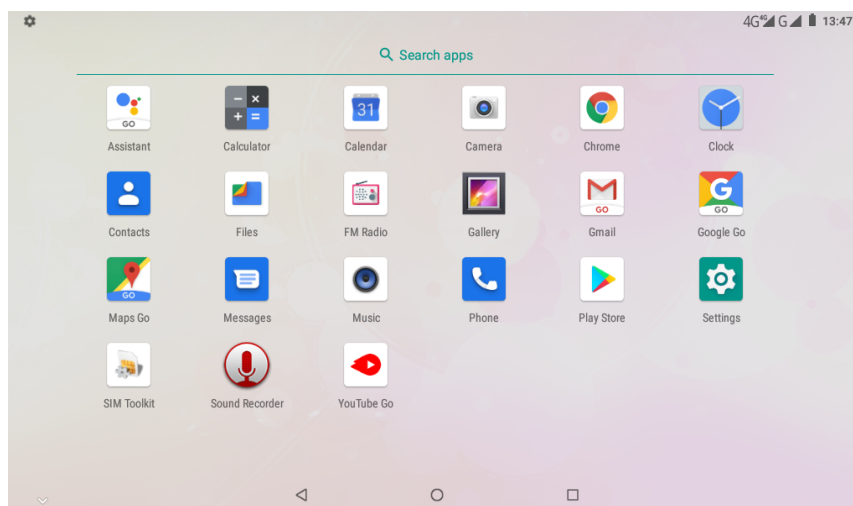 4G 4G G 13:47
Search apps
GO 31
Assistant Calculator Calendar Camera Chrome Clock
GO G GO
Contacts Files FM Radio Gallery Gmail Google Go
GO
Maps Go Messages Music Phone Play Store Settings
SIM Toolkit Sound Recorder YouTube Go